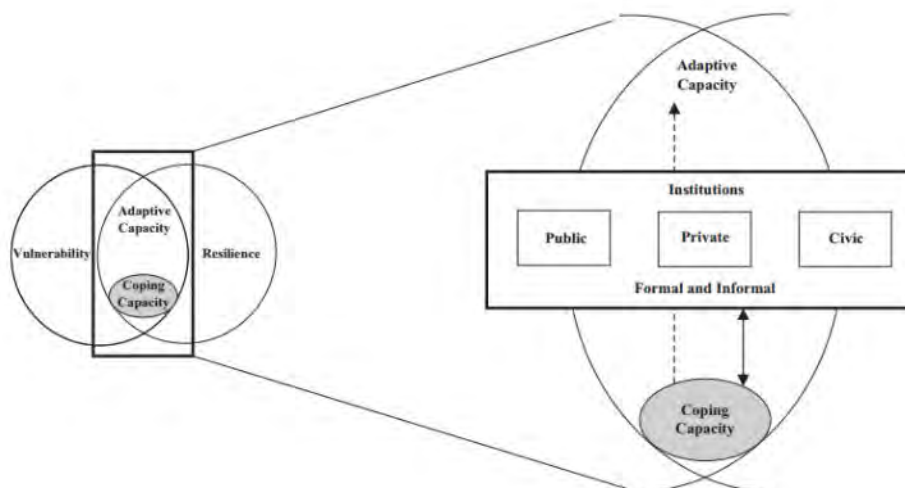 Vulnerability
Adaptive
Capacity
Resilience
Coping
Capacity
Adaptive
Capacity
Institutions
Public
Private
Civic
Formal and Informal
Coping
Capacity